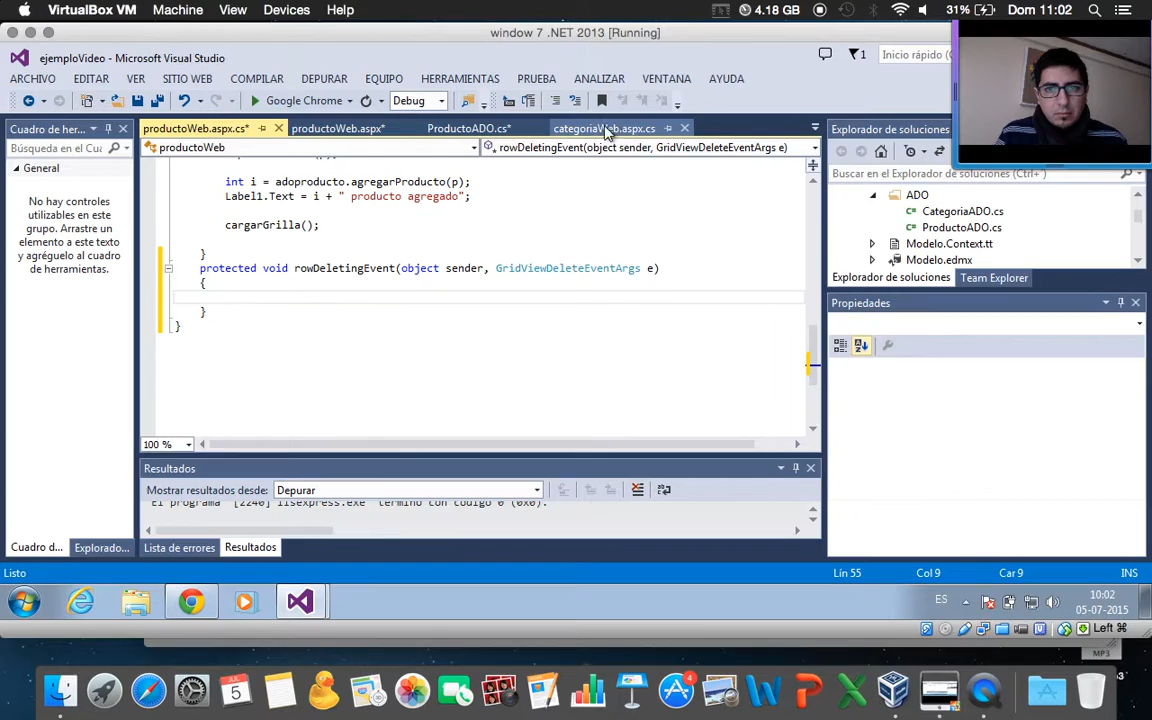 VirtualBox VM Machine View Devices Help 4.18 GB 31% Dom 11:02
window 7 .NET 2013 [Running]
ejemploVideo - Microsoft Visual Studio 1 Inicio rápido
ARCHIVO EDITAR VER SITIO WEB COMPILAR DEPURAR EQUIPO HERRAMIENTAS PRUEBA ANALIZAR VENTANA AYUDA
Google Chrome Debug
Cuadro de her... productoWeb.aspx.cs* productoWeb.aspx* ProductoADO.cs* categoriaWeb.aspx.cs Explorador de soluciones
Búsqueda en el Cua productoWeb rowDeletingEvent(object sender, GridViewDeleteEventArgs e)
General
Buscar en el Explorador de soluciones (Ctrl+')
No hay controles
utilizables en este
grupo. Arrastre un
elemento a este texto
y agréguelo al cuadro
de herramientas.
int i = adoproducto.agregarProducto(p);
Label1.Text = i + " producto agregado";
cargarGrilla();
}
protected void rowDeletingEvent(object sender, GridViewDeleteEventArgs e)
{
}
}
ADO
CategoriaADO.cs
ProductoADO.cs
Modelo.Context.tt
Modelo.edmx
Explorador de soluciones Team Explorer
Propiedades
100 %
Resultados
Mostrar resultados desde: Depurar
El programa '[2240] iisexpress.exe' terminó con código 0 (0x0).
Cuadro d... Explorado... Lista de errores Resultados
Listo Lín 55 Col 9 Car 9 INS
ES 10:02
05-07-2015
Left ⌘
JUL
5
MP3